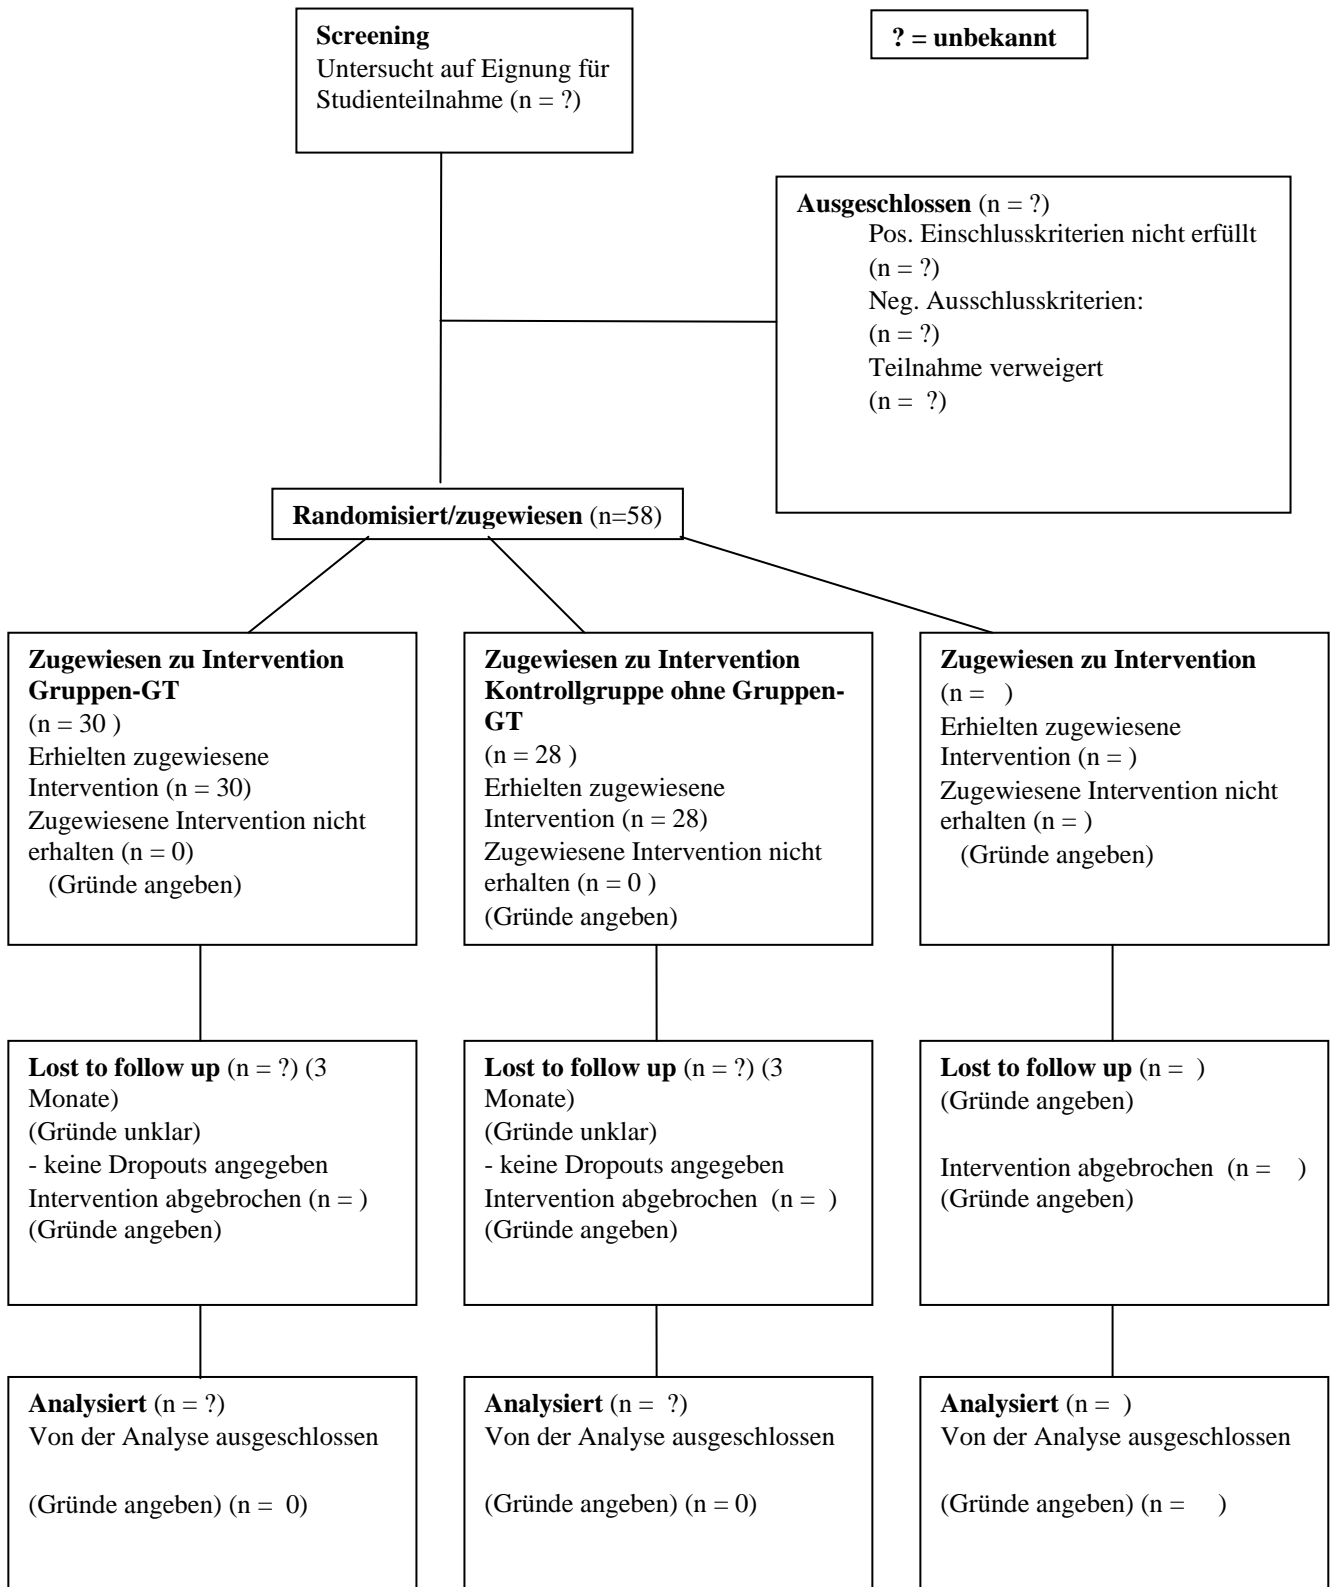 Screening
Untersucht auf Eignung für
Studienteilnahme (n = ?)
? = unbekannt
Ausgeschlossen (n = ?)
Pos. Einschlusskriterien nicht erfüllt
(n = ?)
Neg. Ausschlusskriterien:
(n = ?)
Teilnahme verweigert
(n = ?)
Randomisiert/zugewiesen (n=58)
Zugewiesen zu Intervention
Gruppen-GT
(n = 30 )
Erhielten zugewiesene
Intervention (n = 30)
Zugewiesene Intervention nicht
erhalten (n = 0)
(Gründe angeben)
Zugewiesen zu Intervention
Kontrollgruppe ohne Gruppen-
GT
(n = 28 )
Erhielten zugewiesene
Intervention (n = 28)
Zugewiesene Intervention nicht
erhalten (n = 0 )
(Gründe angeben)
Zugewiesen zu Intervention
(n = )
Erhielten zugewiesene
Intervention (n = )
Zugewiesene Intervention nicht
erhalten (n = )
(Gründe angeben)
Lost to follow up (n = ?) (3
Monate)
(Gründe unklar)
- keine Dropouts angegeben
Intervention abgebrochen (n = )
(Gründe angeben)
Lost to follow up (n = ?) (3
Monate)
(Gründe unklar)
- keine Dropouts angegeben
Intervention abgebrochen (n = )
(Gründe angeben)
Lost to follow up (n = )
(Gründe angeben)
Intervention abgebrochen (n = )
(Gründe angeben)
Analysiert (n = ?)
Von der Analyse ausgeschlossen
(Gründe angeben) (n = 0)
Analysiert (n = ?)
Von der Analyse ausgeschlossen
(Gründe angeben) (n = 0)
Analysiert (n = )
Von der Analyse ausgeschlossen
(Gründe angeben) (n = )